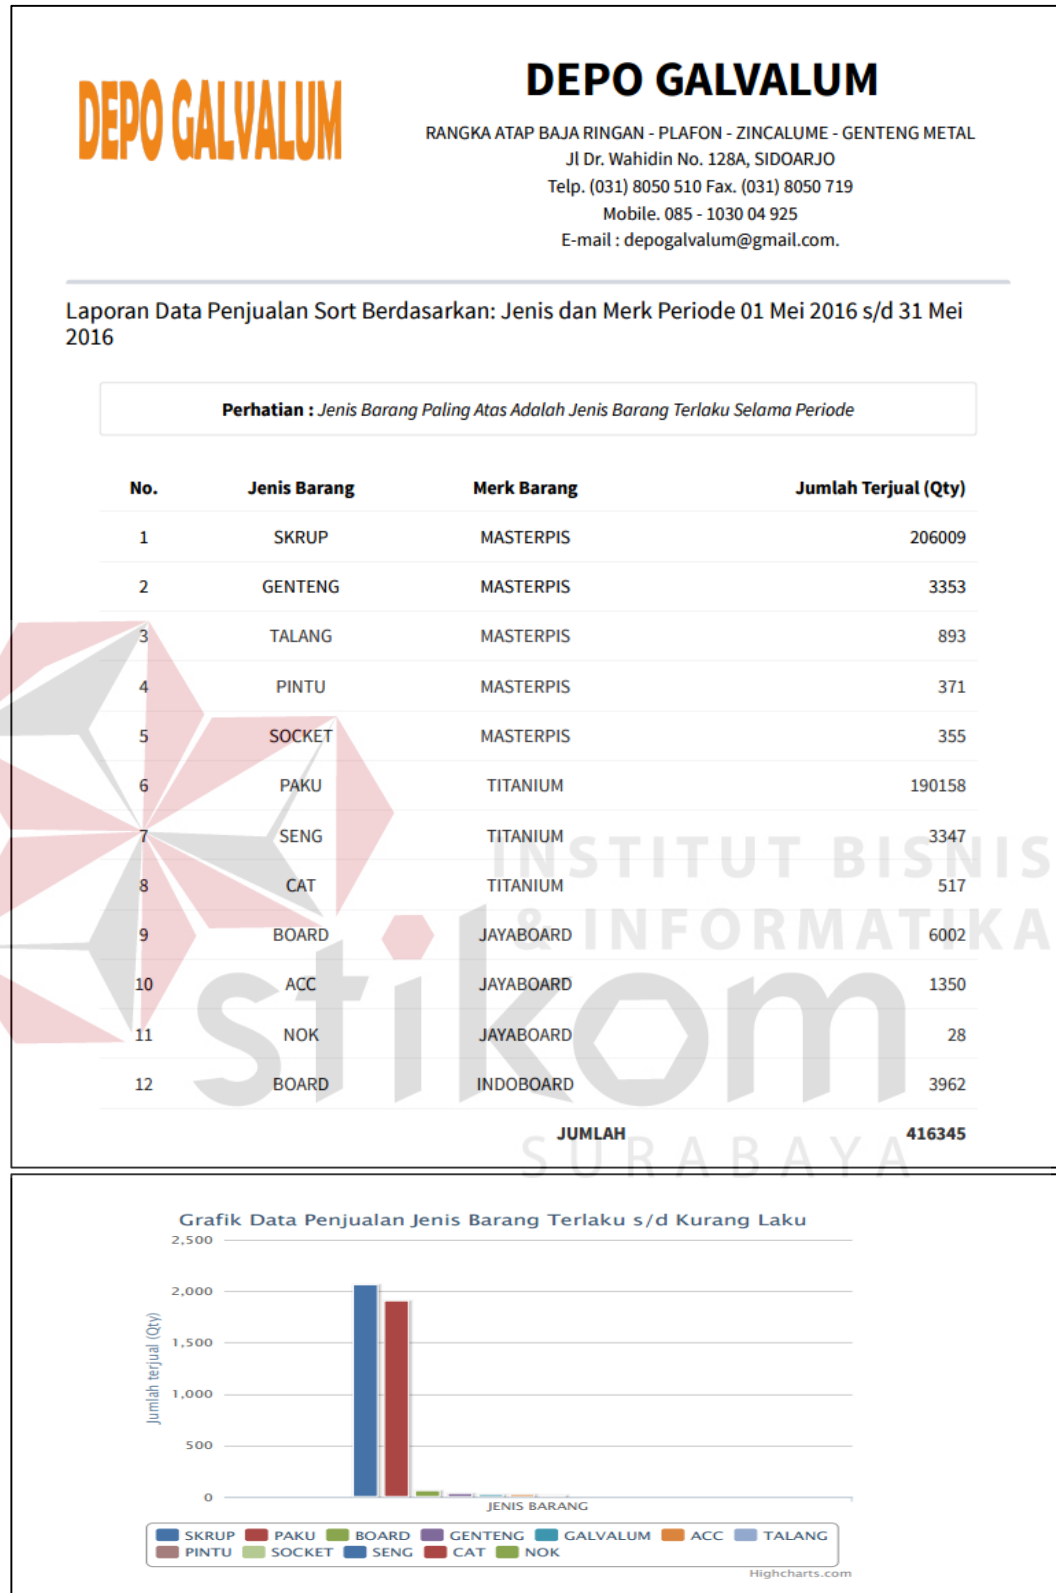 DEPO GALVALUM
DEPO GALVALUM
RANGKA ATAP BAJA RINGAN - PLAFON - ZINCALUME - GENTENG METAL
Jl Dr. Wahidin No. 128A, SIDOARJO
Telp. (031) 8050 510 Fax. (031) 8050 719
Mobile. 085 - 1030 04 925
E-mail : depogalvalum@gmail.com.
Laporan Data Penjualan Sort Berdasarkan: Jenis dan Merk Periode 01 Mei 2016 s/d 31 Mei
2016
Perhatian : Jenis Barang Paling Atas Adalah Jenis Barang Terlaku Selama Periode
No. Jenis Barang Merk Barang Jumlah Terjual (Qty)
1 SKRUP MASTERPIS 206009
2 GENTENG MASTERPIS 3353
3 TALANG MASTERPIS 893
4 PINTU MASTERPIS 371
5 SOCKET MASTERPIS 355
6 PAKU TITANIUM 190158
7 SENG TITANIUM 3347
8 CAT TITANIUM 517
9 BOARD JAYABOARD 6002
10 ACC JAYABOARD 1350
11 NOK JAYABOARD 28
12 BOARD INDOBOARD 3962
JUMLAH 416345
INSTITUT BISNIS
& INFORMATIKA
stikom
SURABAYA
Grafik Data Penjualan Jenis Barang Terlaku s/d Kurang Laku
Jumlah terjual (Qty)
2,500
2,000
1,500
1,000
500
0
JENIS BARANG
SKRUP PAKU BOARD GENTENG GALVALUM ACC TALANG
PINTU SOCKET SENG CAT NOK
Highcharts.com